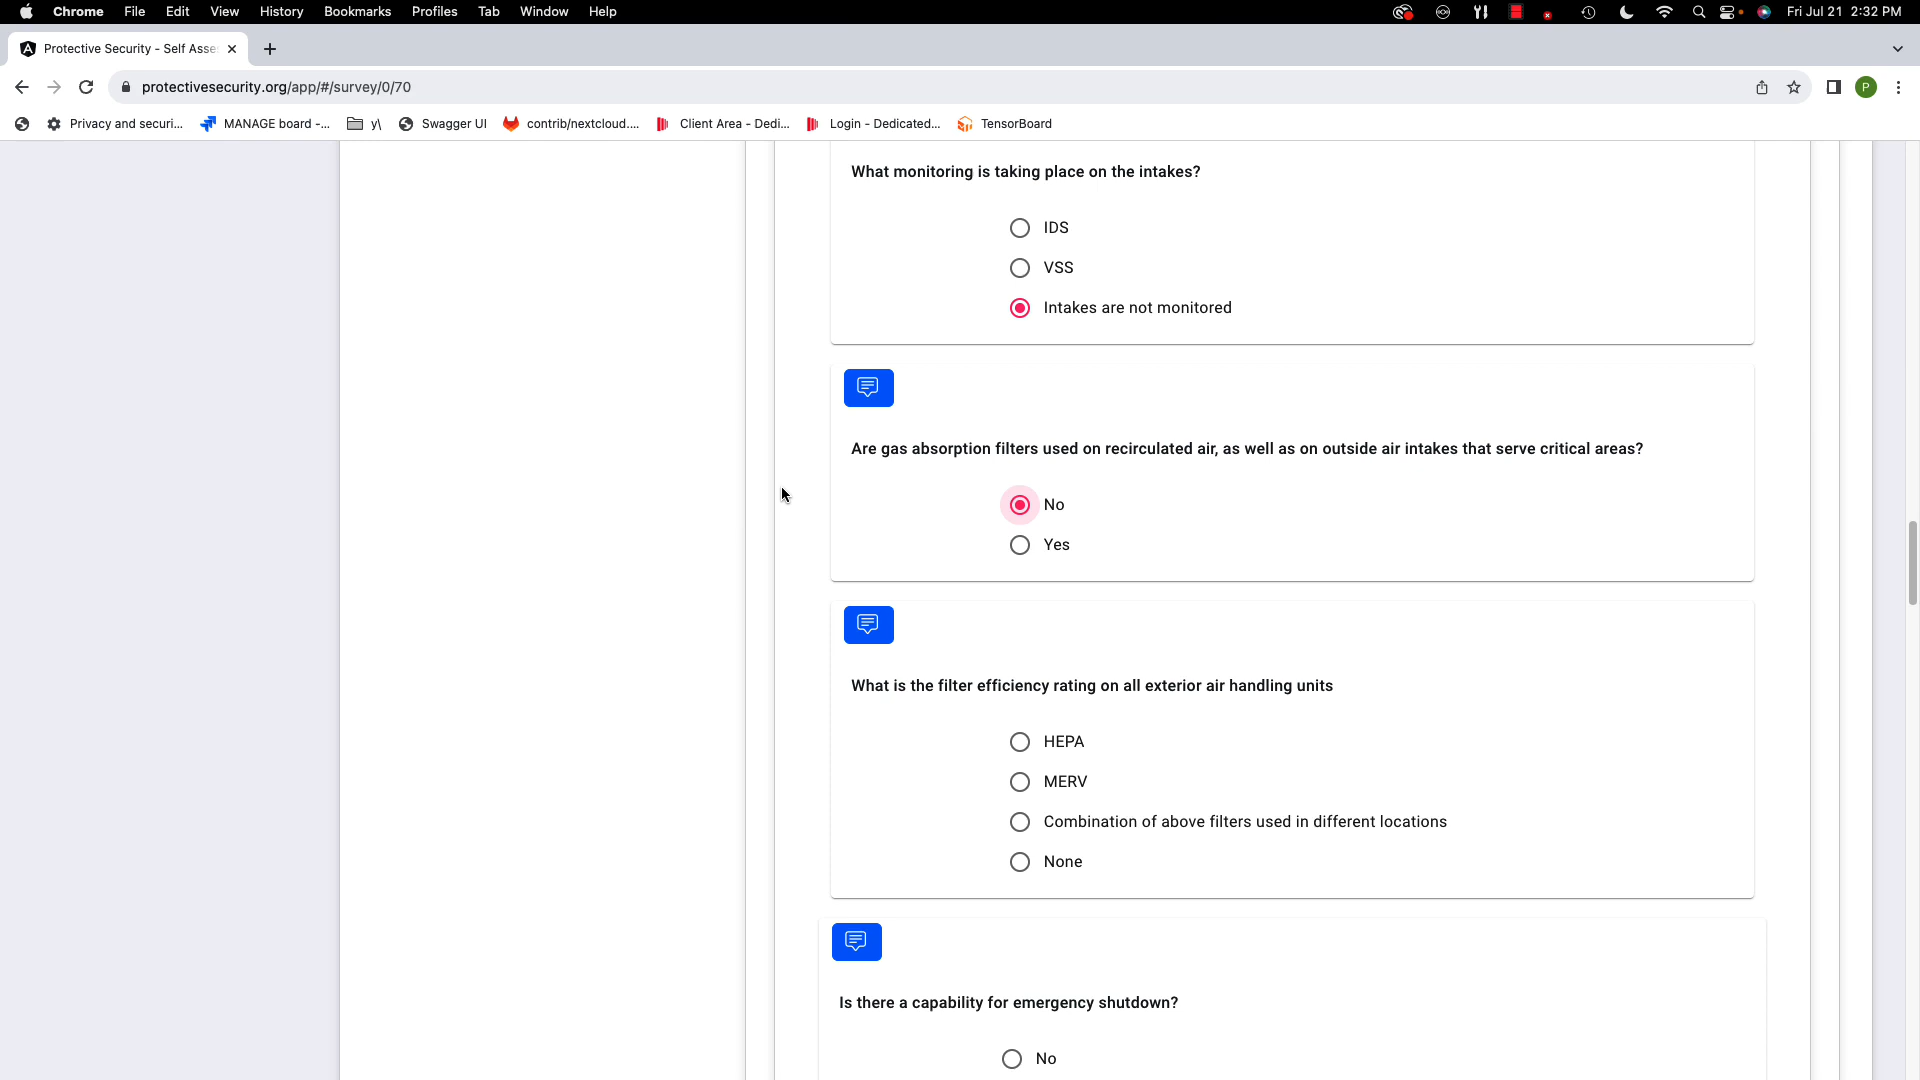 Chrome File Edit View History Bookmarks Profiles Tab Window Help Fri Jul 21 2:32 PM
Protective Security - Self Asse
protectivesecurity.org/app/#/survey/0/70 P
Privacy and securi... MANAGE board -... y\ Swagger UI contrib/nextcloud.... Client Area - Dedi... Login - Dedicated... TensorBoard
What monitoring is taking place on the intakes?
IDS
VSS
Intakes are not monitored
Are gas absorption filters used on recirculated air, as well as on outside air intakes that serve critical areas?
No
Yes
What is the filter efficiency rating on all exterior air handling units
HEPA
MERV
Combination of above filters used in different locations
None
Is there a capability for emergency shutdown?
No